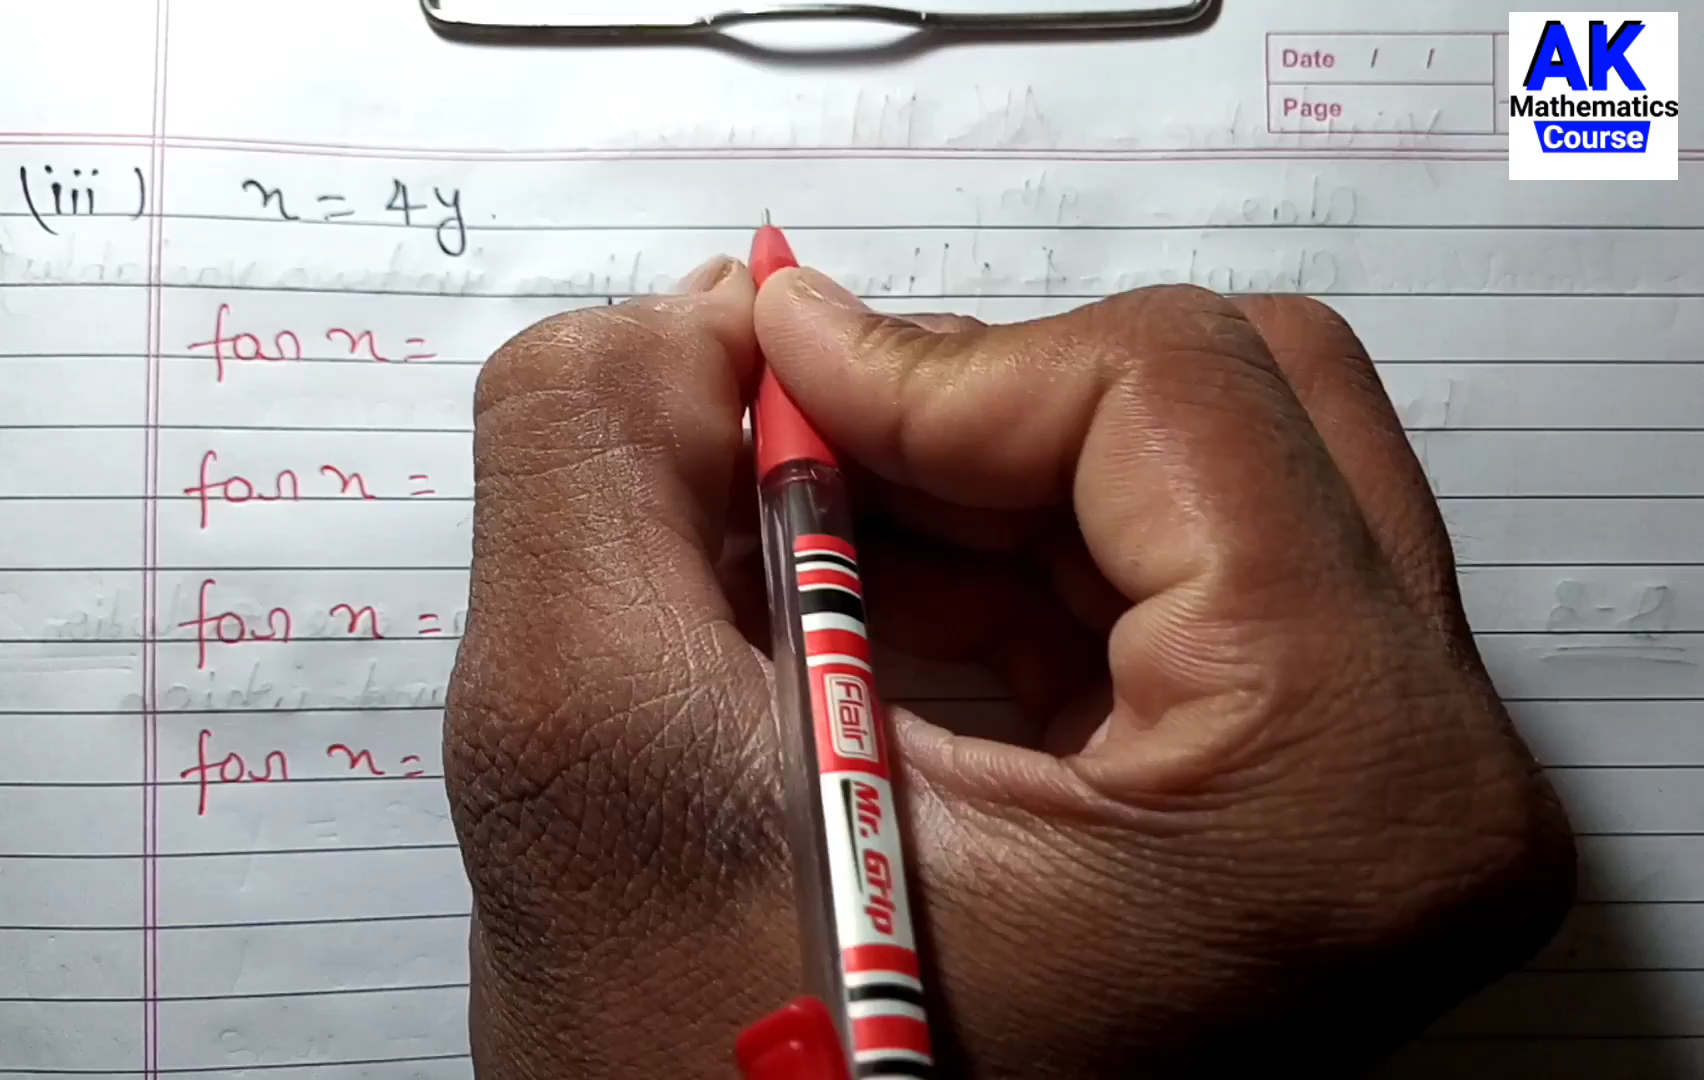 Date / /
Page
AK
Mathematics
Course
(iii) x = 4y.
for x =
for x =
for x =
for x =
Flair
Mr. Grip